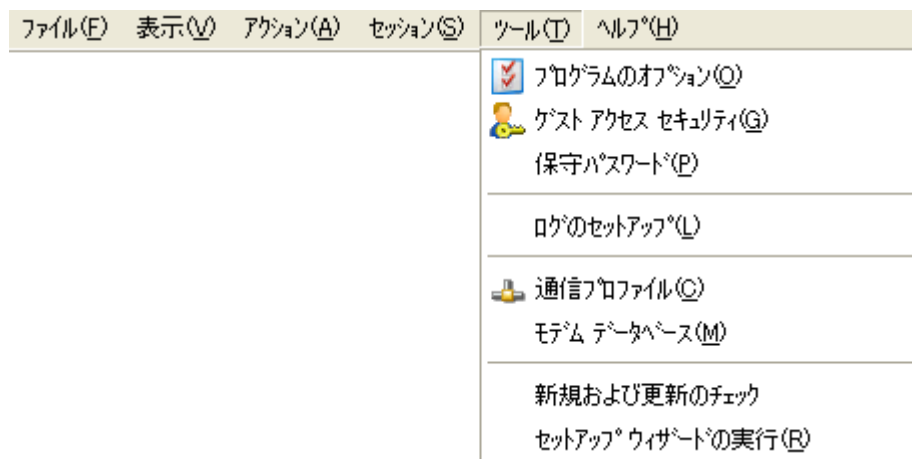 ファイル(F) 表示(V) アクション(A) セッション(S) ツール(T) ヘルプ(H)
プログラムのオプション(O)
ゲスト アクセス セキュリティ(G)
保守パスワード(P)
ログのセットアップ(L)
通信プロファイル(C)
モデム データベース(M)
新規および更新のチェック
セットアップ ウィザードの実行(R)